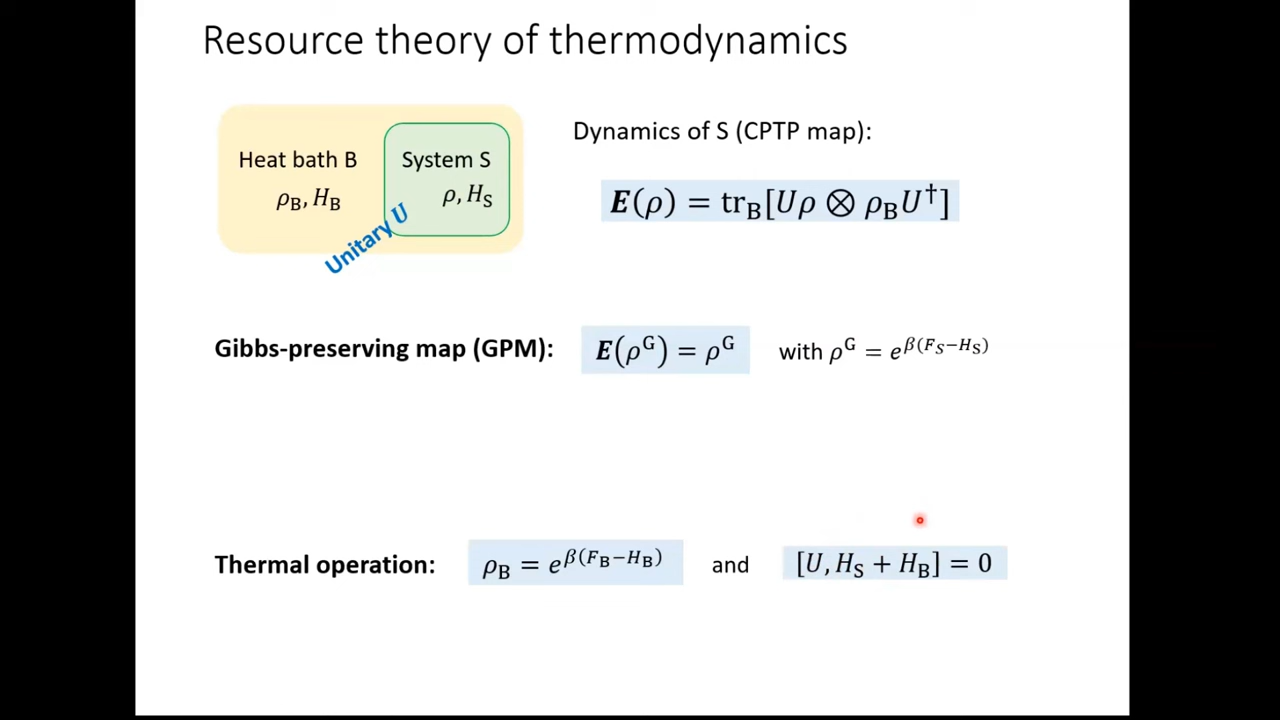 Resource theory of thermodynamics
Heat bath B
ρ_B, H_B
System S
ρ, H_S
Unitary U
Dynamics of S (CPTP map):
E(ρ) = tr_B[Uρ ⊗ ρ_B U†]
Gibbs-preserving map (GPM): E(ρ^G) = ρ^G with ρ^G = e^{β(F_S−H_S)}
Thermal operation: ρ_B = e^{β(F_B−H_B)} and [U, H_S + H_B] = 0